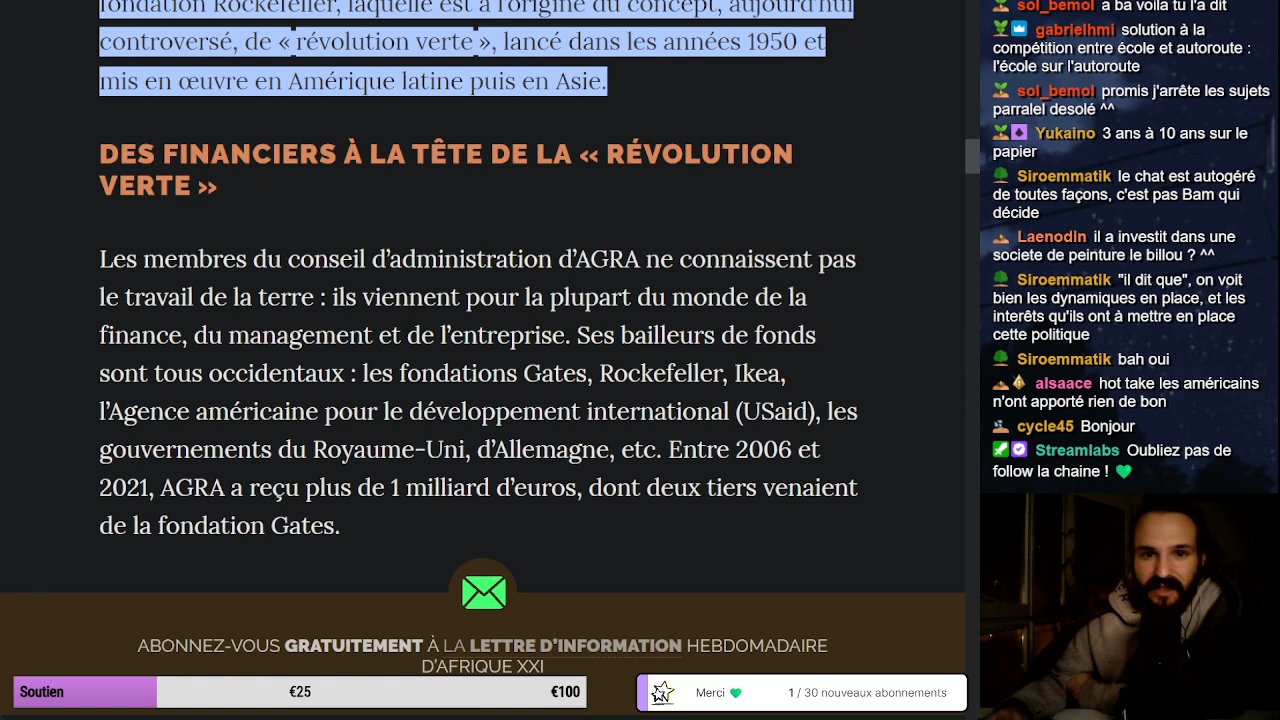 fondation Rockefeller, laquelle est à l'origine du concept, aujourd'hui
controversé, de « révolution verte », lancé dans les années 1950 et
mis en œuvre en Amérique latine puis en Asie.
DES FINANCIERS À LA TÊTE DE LA « RÉVOLUTION
VERTE »
Les membres du conseil d’administration d’AGRA ne connaissent pas
le travail de la terre : ils viennent pour la plupart du monde de la
finance, du management et de l’entreprise. Ses bailleurs de fonds
sont tous occidentaux : les fondations Gates, Rockefeller, Ikea,
l’Agence américaine pour le développement international (USaid), les
gouvernements du Royaume-Uni, d’Allemagne, etc. Entre 2006 et
2021, AGRA a reçu plus de 1 milliard d’euros, dont deux tiers venaient
de la fondation Gates.
ABONNEZ-VOUS GRATUITEMENT À LA LETTRE D'INFORMATION HEBDOMADAIRE
D'AFRIQUE XXI
Soutien €25 €100
Merci 1 / 30 nouveaux abonnements
sol_bemol a ba voila tu l'a dit
gabrielhmi solution à la
compétition entre école et autoroute :
l'école sur l'autoroute
sol_bemol promis j'arrête les sujets
parralel desolé ^^
Yukaino 3 ans à 10 ans sur le
papier
Siroemmatik le chat est autogéré
de toutes façons, c'est pas Bam qui
décide
Laenodin il a investit dans une
societe de peinture le billou ? ^^
Siroemmatik "il dit que", on voit
bien les dynamiques en place, et les
interêts qu'ils ont à mettre en place
cette politique
Siroemmatik bah oui
alsaace hot take les américains
n'ont apporté rien de bon
cycle45 Bonjour
Streamlabs Oubliez pas de
follow la chaine !